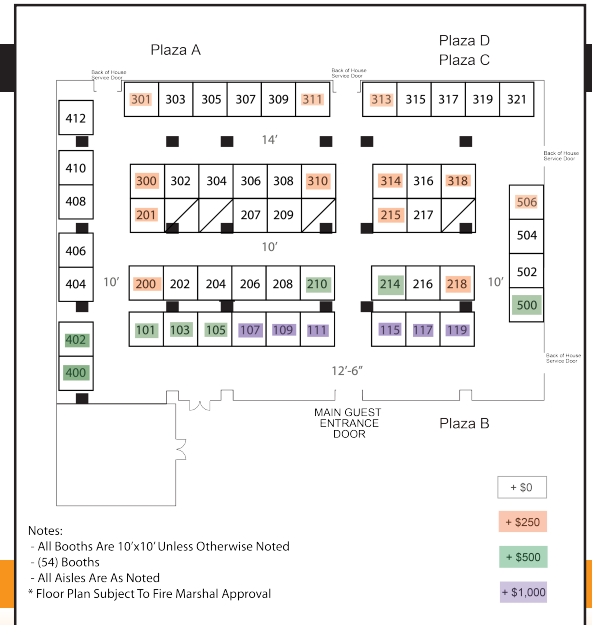 Plaza A
Plaza D
Plaza C
Back of House
Service Door
Back of House
Service Door
301 303 305 307 309 311
313 315 317 319 321
412
14'
410
408
Back of House
Service Door
300 302 304 306 308 310
314 316 318
201 207 209
215 217
506
504
502
500
406
404
10'
10'
10'
200 202 204 206 208 210
214 216 218
101 103 105 107 109 111
115 117 119
402
400
Back of House
Service Door
12'-6"
MAIN GUEST
ENTRANCE
DOOR
Plaza B
+ $0
+ $250
+ $500
+ $1,000
Notes:
- All Booths Are 10'x10' Unless Otherwise Noted
- (54) Booths
- All Aisles Are As Noted
* Floor Plan Subject To Fire Marshal Approval